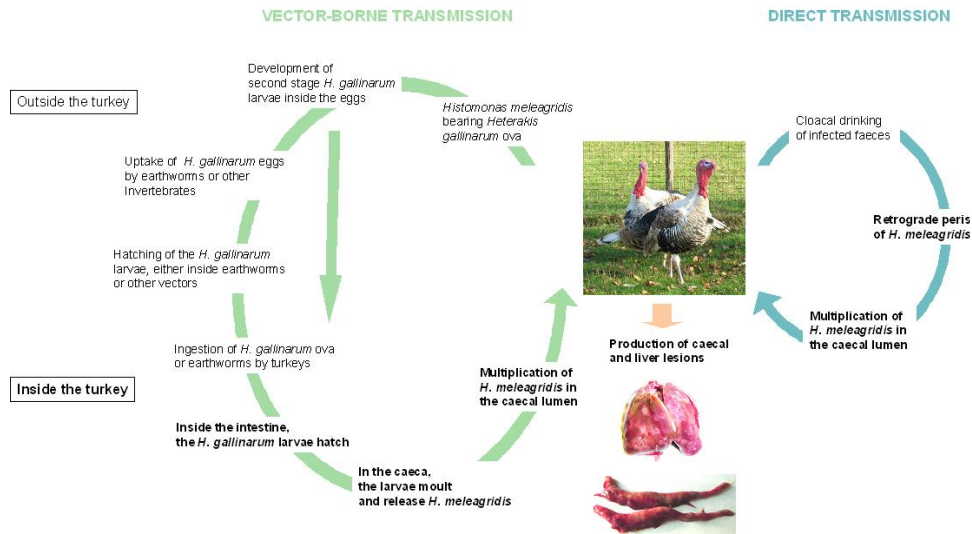 VECTOR-BORNE TRANSMISSION
DIRECT TRANSMISSION
Outside the turkey
Development of
second stage H. gallinarum
larvae inside the eggs
Histomonas meleagridis
bearing Heterakis
gallinarum ova
Uptake of H. gallinarum eggs
by earthworms or other
Invertebrates
Hatching of the H. gallinarum
larvae, either inside earthworms
or other vectors
Ingestion of H. gallinarum ova
or earthworms by turkeys
Inside the turkey
Inside the intestine,
the H. gallinarum larvae hatch
In the caeca,
the larvae moult
and release H. meleagridis
Multiplication of
H. meleagridis in
the caecal lumen
Production of caecal
and liver lesions
Cloacal drinking
of infected faeces
Retrograde peris
of H. meleagridis
Multiplication of
H. meleagridis in
the caecal lumen